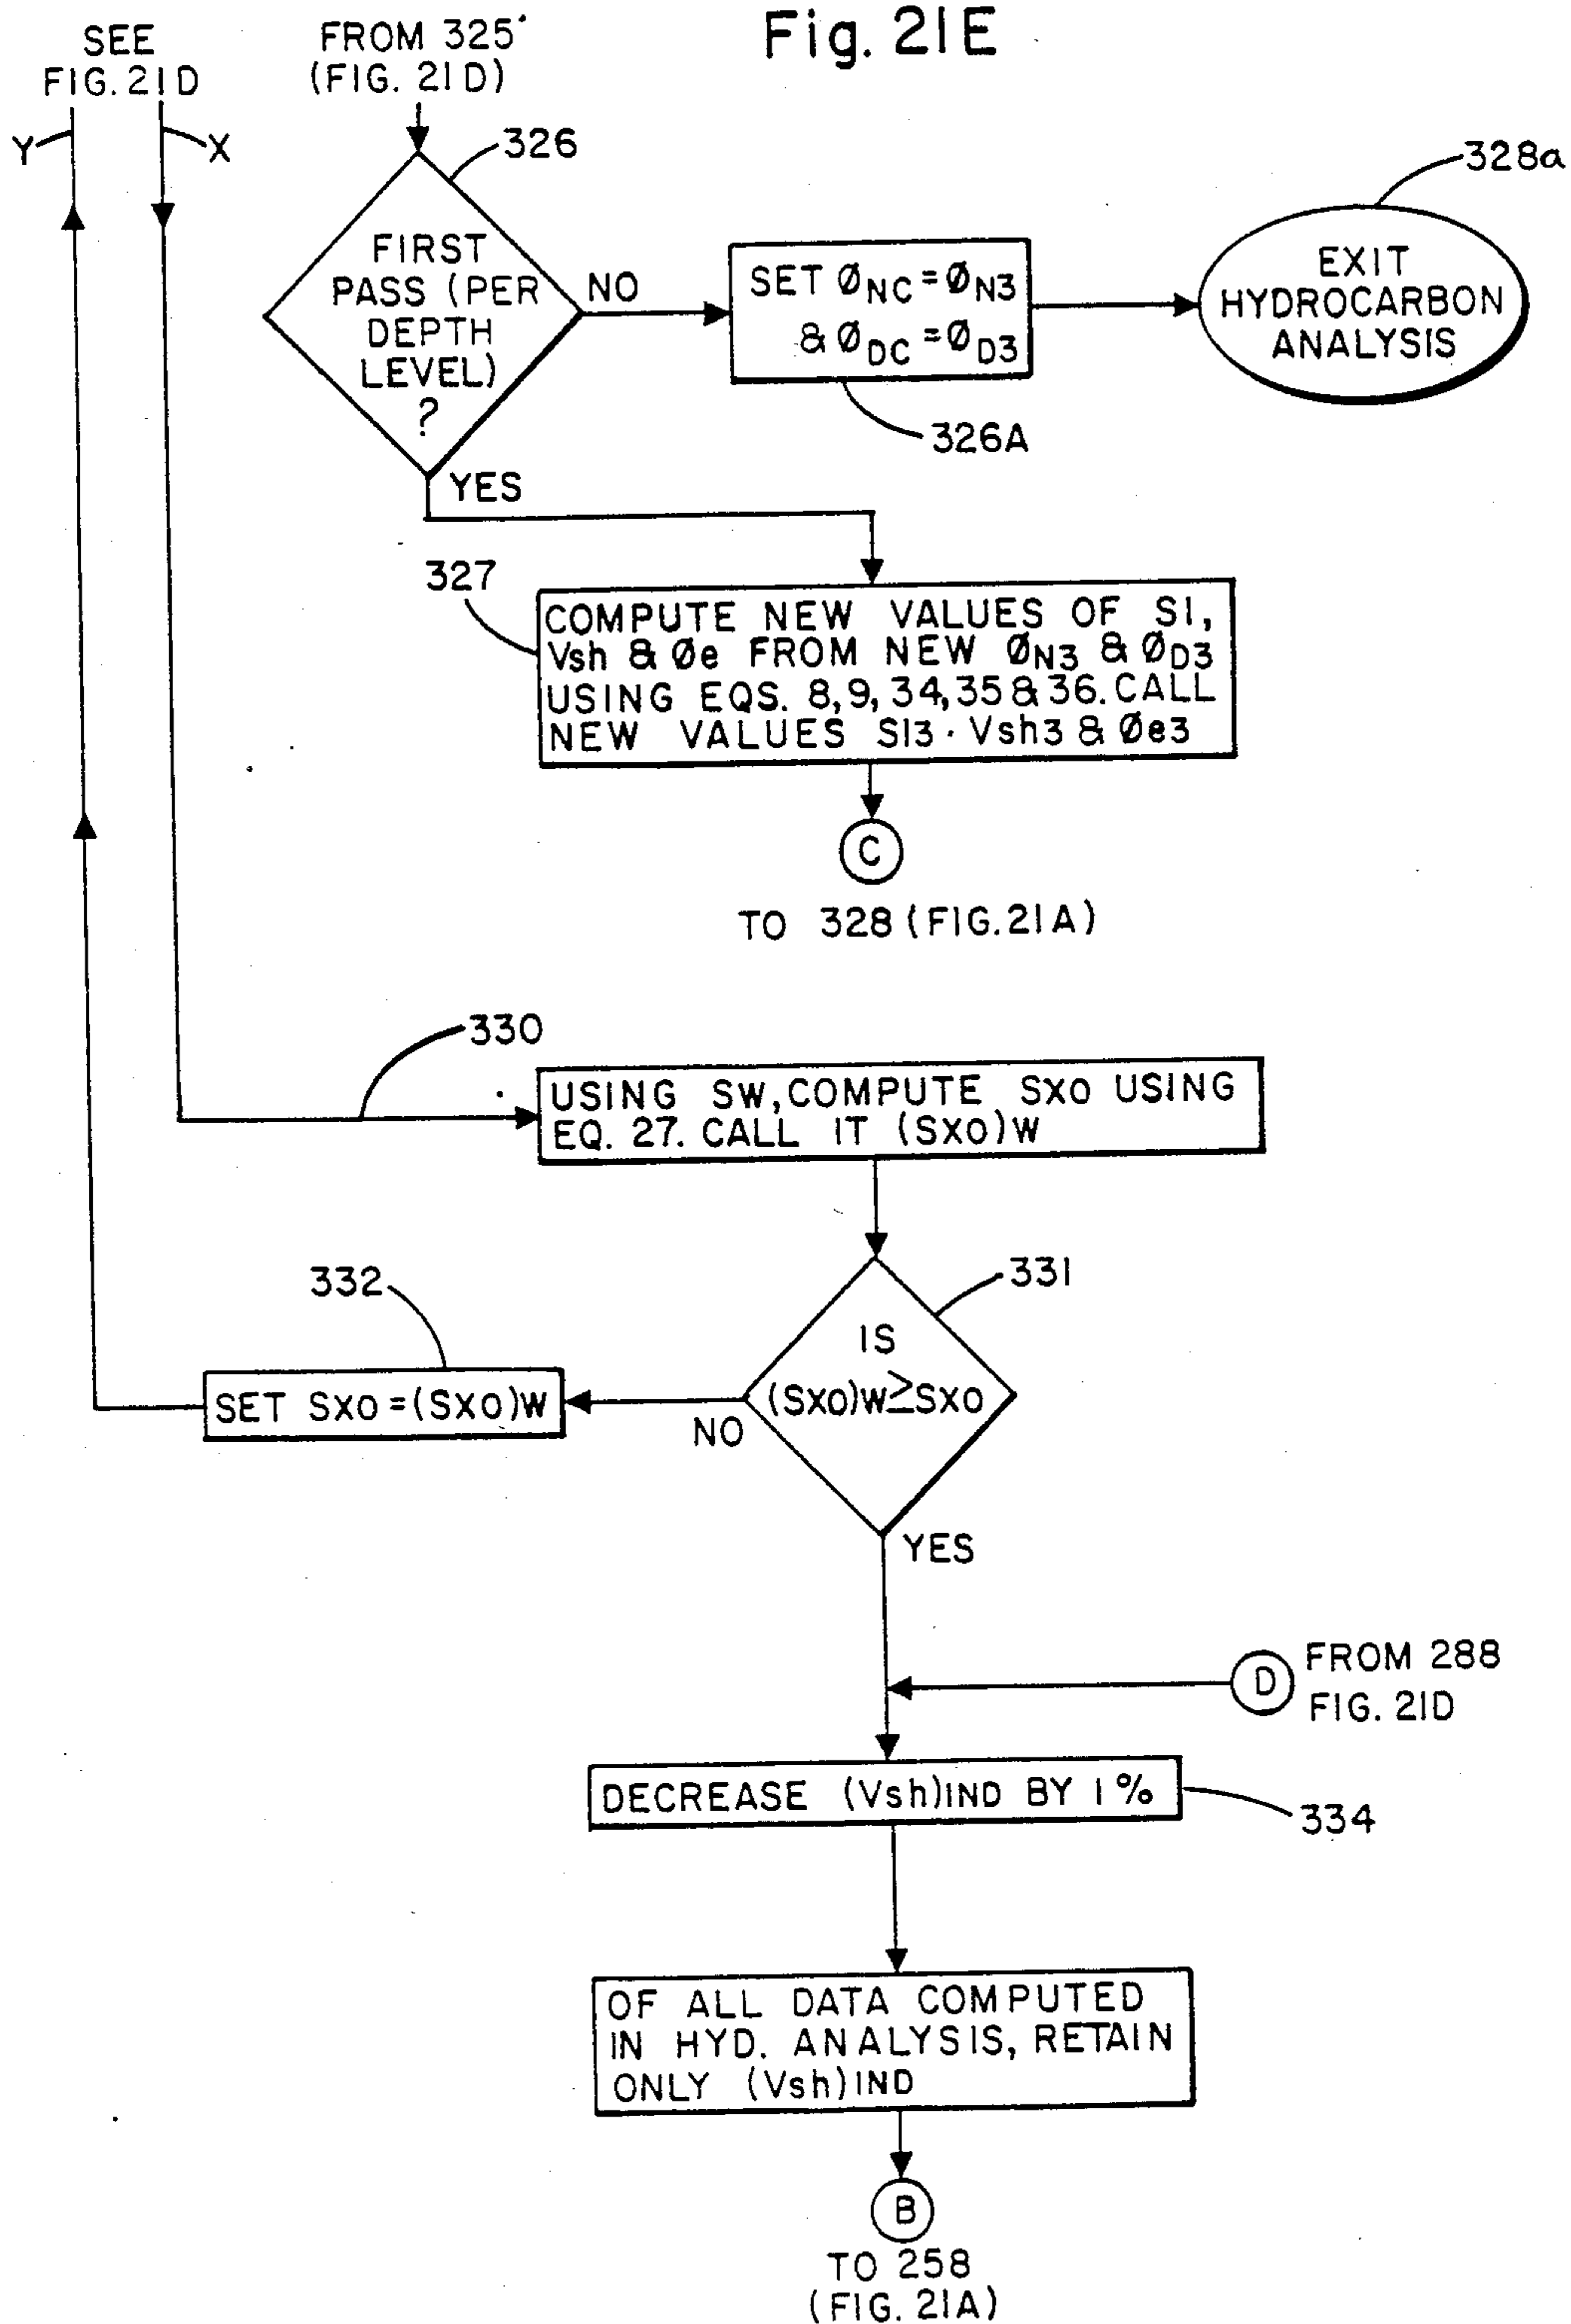 Fig. 21E
SEE
FIG. 21D
Y
X
FROM 325'
(FIG. 21D)
326
FIRST
PASS (PER
DEPTH
LEVEL)
?
NO
YES
SET ØNC = ØN3
& ØDC = ØD3
326A
328a
EXIT
HYDROCARBON
ANALYSIS
327
COMPUTE NEW VALUES OF SI,
Vsh & Øe FROM NEW ØN3 & ØD3
USING EQS. 8,9,34,35 & 36. CALL
NEW VALUES SI3 · Vsh3 & Øe3
C
TO 328 (FIG. 21A)
330
USING SW, COMPUTE SXO USING
EQ. 27. CALL IT (SXO)W
331
IS
(SXO)W≥SXO
NO
YES
332
SET SXO = (SXO)W
D
FROM 288
FIG. 21D
DECREASE (Vsh)IND BY 1%
334
OF ALL DATA COMPUTED
IN HYD. ANALYSIS, RETAIN
ONLY (Vsh)IND
B
TO 258
(FIG. 21A)